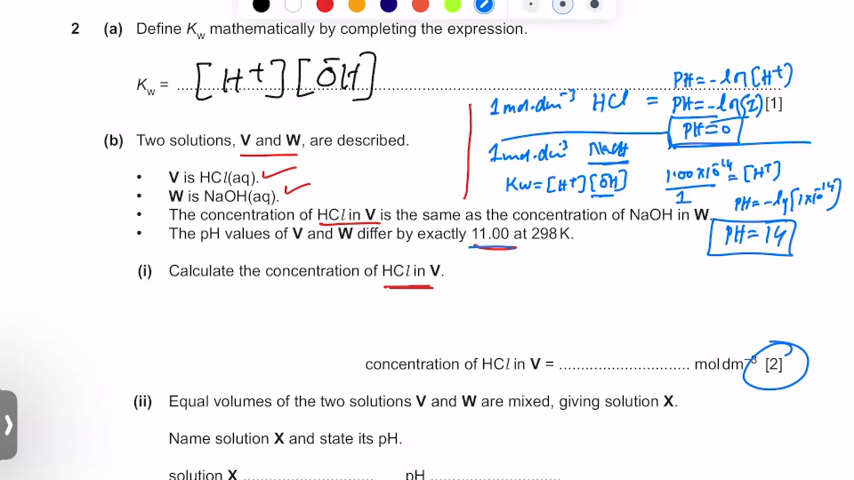 2 (a) Define Kw mathematically by completing the expression.
Kw = [H+][ŌH]
[1]
1 mol.dm-3 HCl = PH = -lg[H+]
PH = -lg[1]
PH = 0
1 mol.dm-3 NaOH
Kw = [H+][ŌH]
1.00 x 10-14 / 1 = [H+]
PH = -lg[1x10-14]
PH = 14
(b) Two solutions, V and W, are described.
• V is HCl(aq).
• W is NaOH(aq).
• The concentration of HCl in V is the same as the concentration of NaOH in W.
• The pH values of V and W differ by exactly 11.00 at 298 K.
(i) Calculate the concentration of HCl in V.
concentration of HCl in V = .............................. mol dm-3 [2]
(ii) Equal volumes of the two solutions V and W are mixed, giving solution X.
Name solution X and state its pH.
solution X .............................. pH ..............................